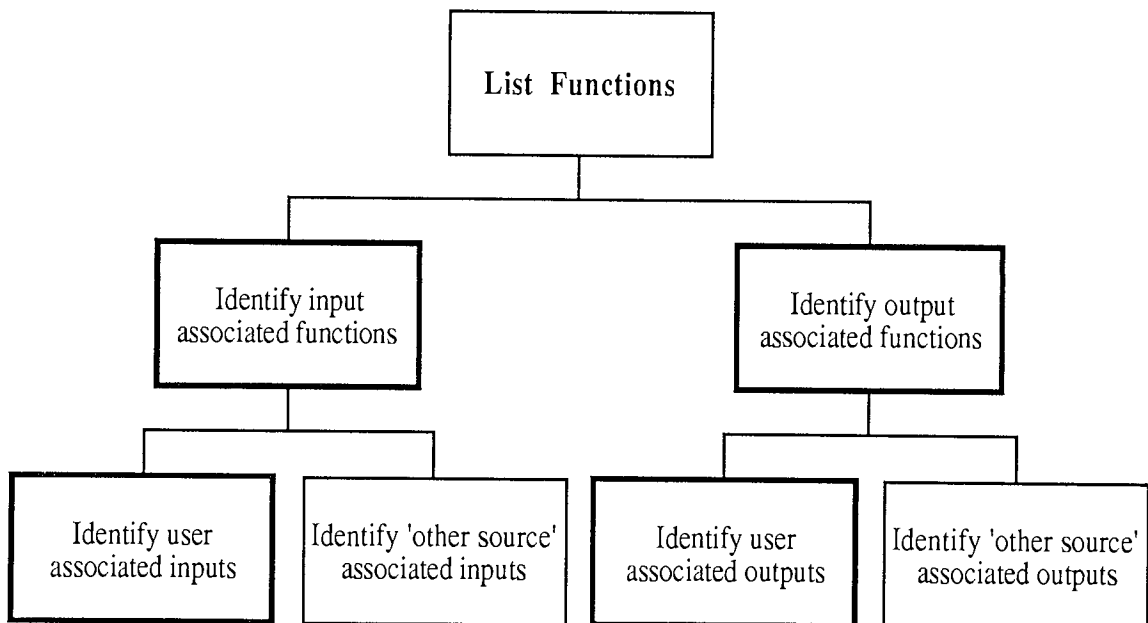 List Functions
Identify input
associated functions
Identify output
associated functions
Identify user
associated inputs
Identify 'other source'
associated inputs
Identify user
associated outputs
Identify 'other source'
associated outputs